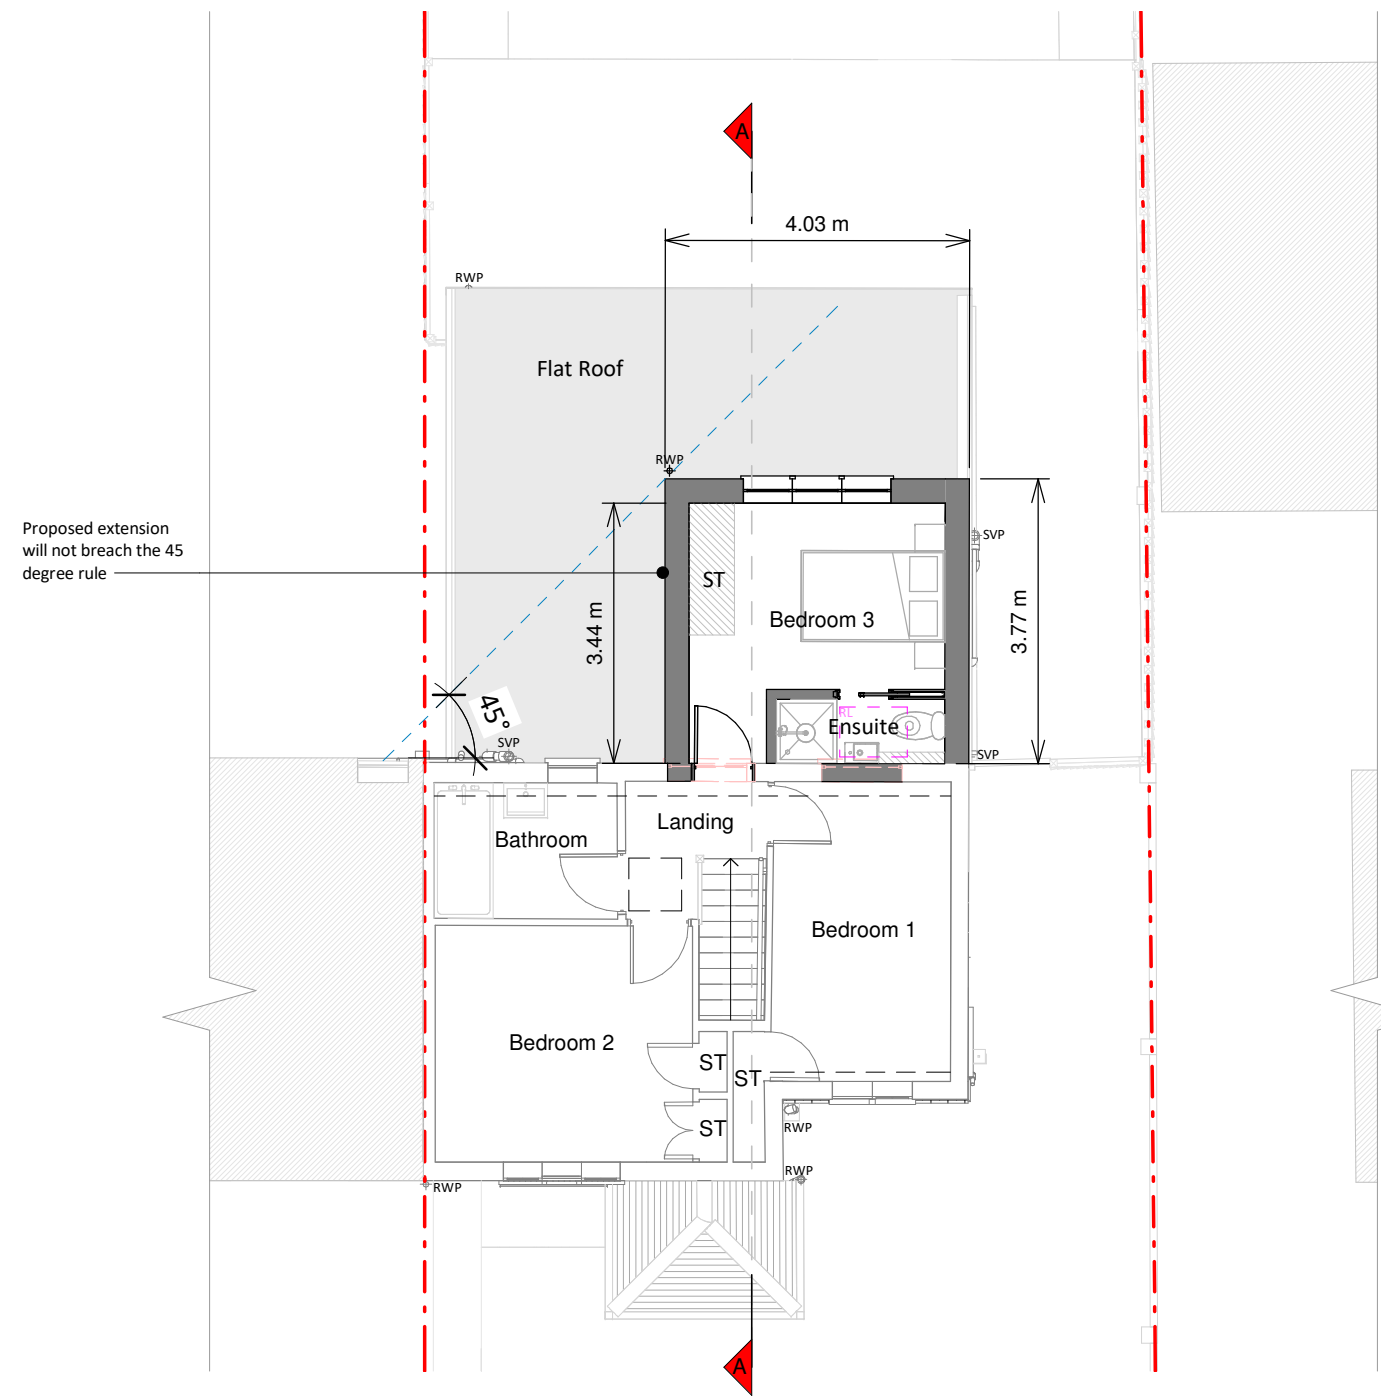 A
4.03 m
RWP
Flat Roof
RWP
Proposed extension
will not breach the 45
degree rule
SVP
ST
3.44 m
Bedroom 3
3.77 m
45°
RL
Ensuite
SVP
SVP
Landing
Bathroom
Bedroom 1
Bedroom 2
ST
ST
ST
RWP
RWP
RWP
A